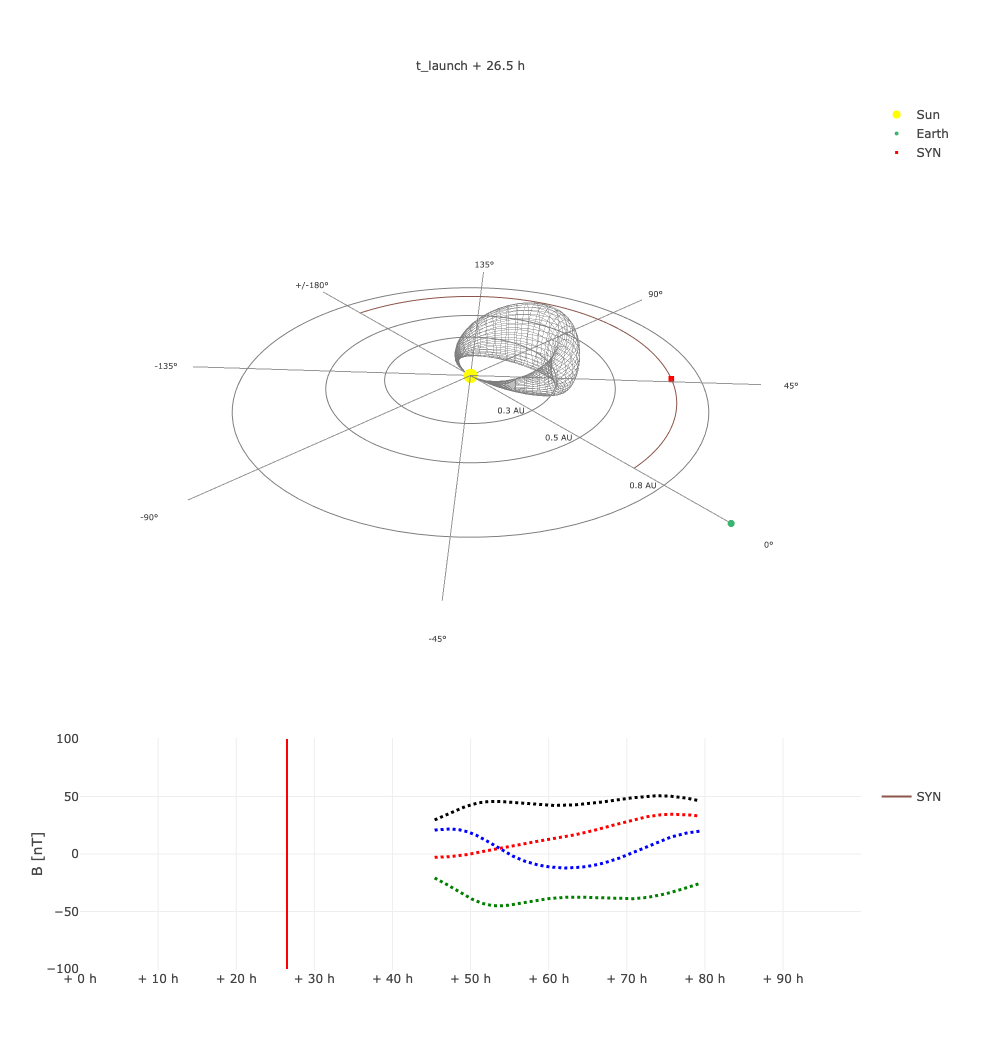 t_launch + 26.5 h
Sun
Earth
SYN
135°
+/-180°
90°
-135°
45°
0.3 AU
0.5 AU
0.8 AU
-90°
0°
-45°
100
50
0
−50
−100
B [nT]
SYN
+ 0 h
+ 10 h
+ 20 h
+ 30 h
+ 40 h
+ 50 h
+ 60 h
+ 70 h
+ 80 h
+ 90 h